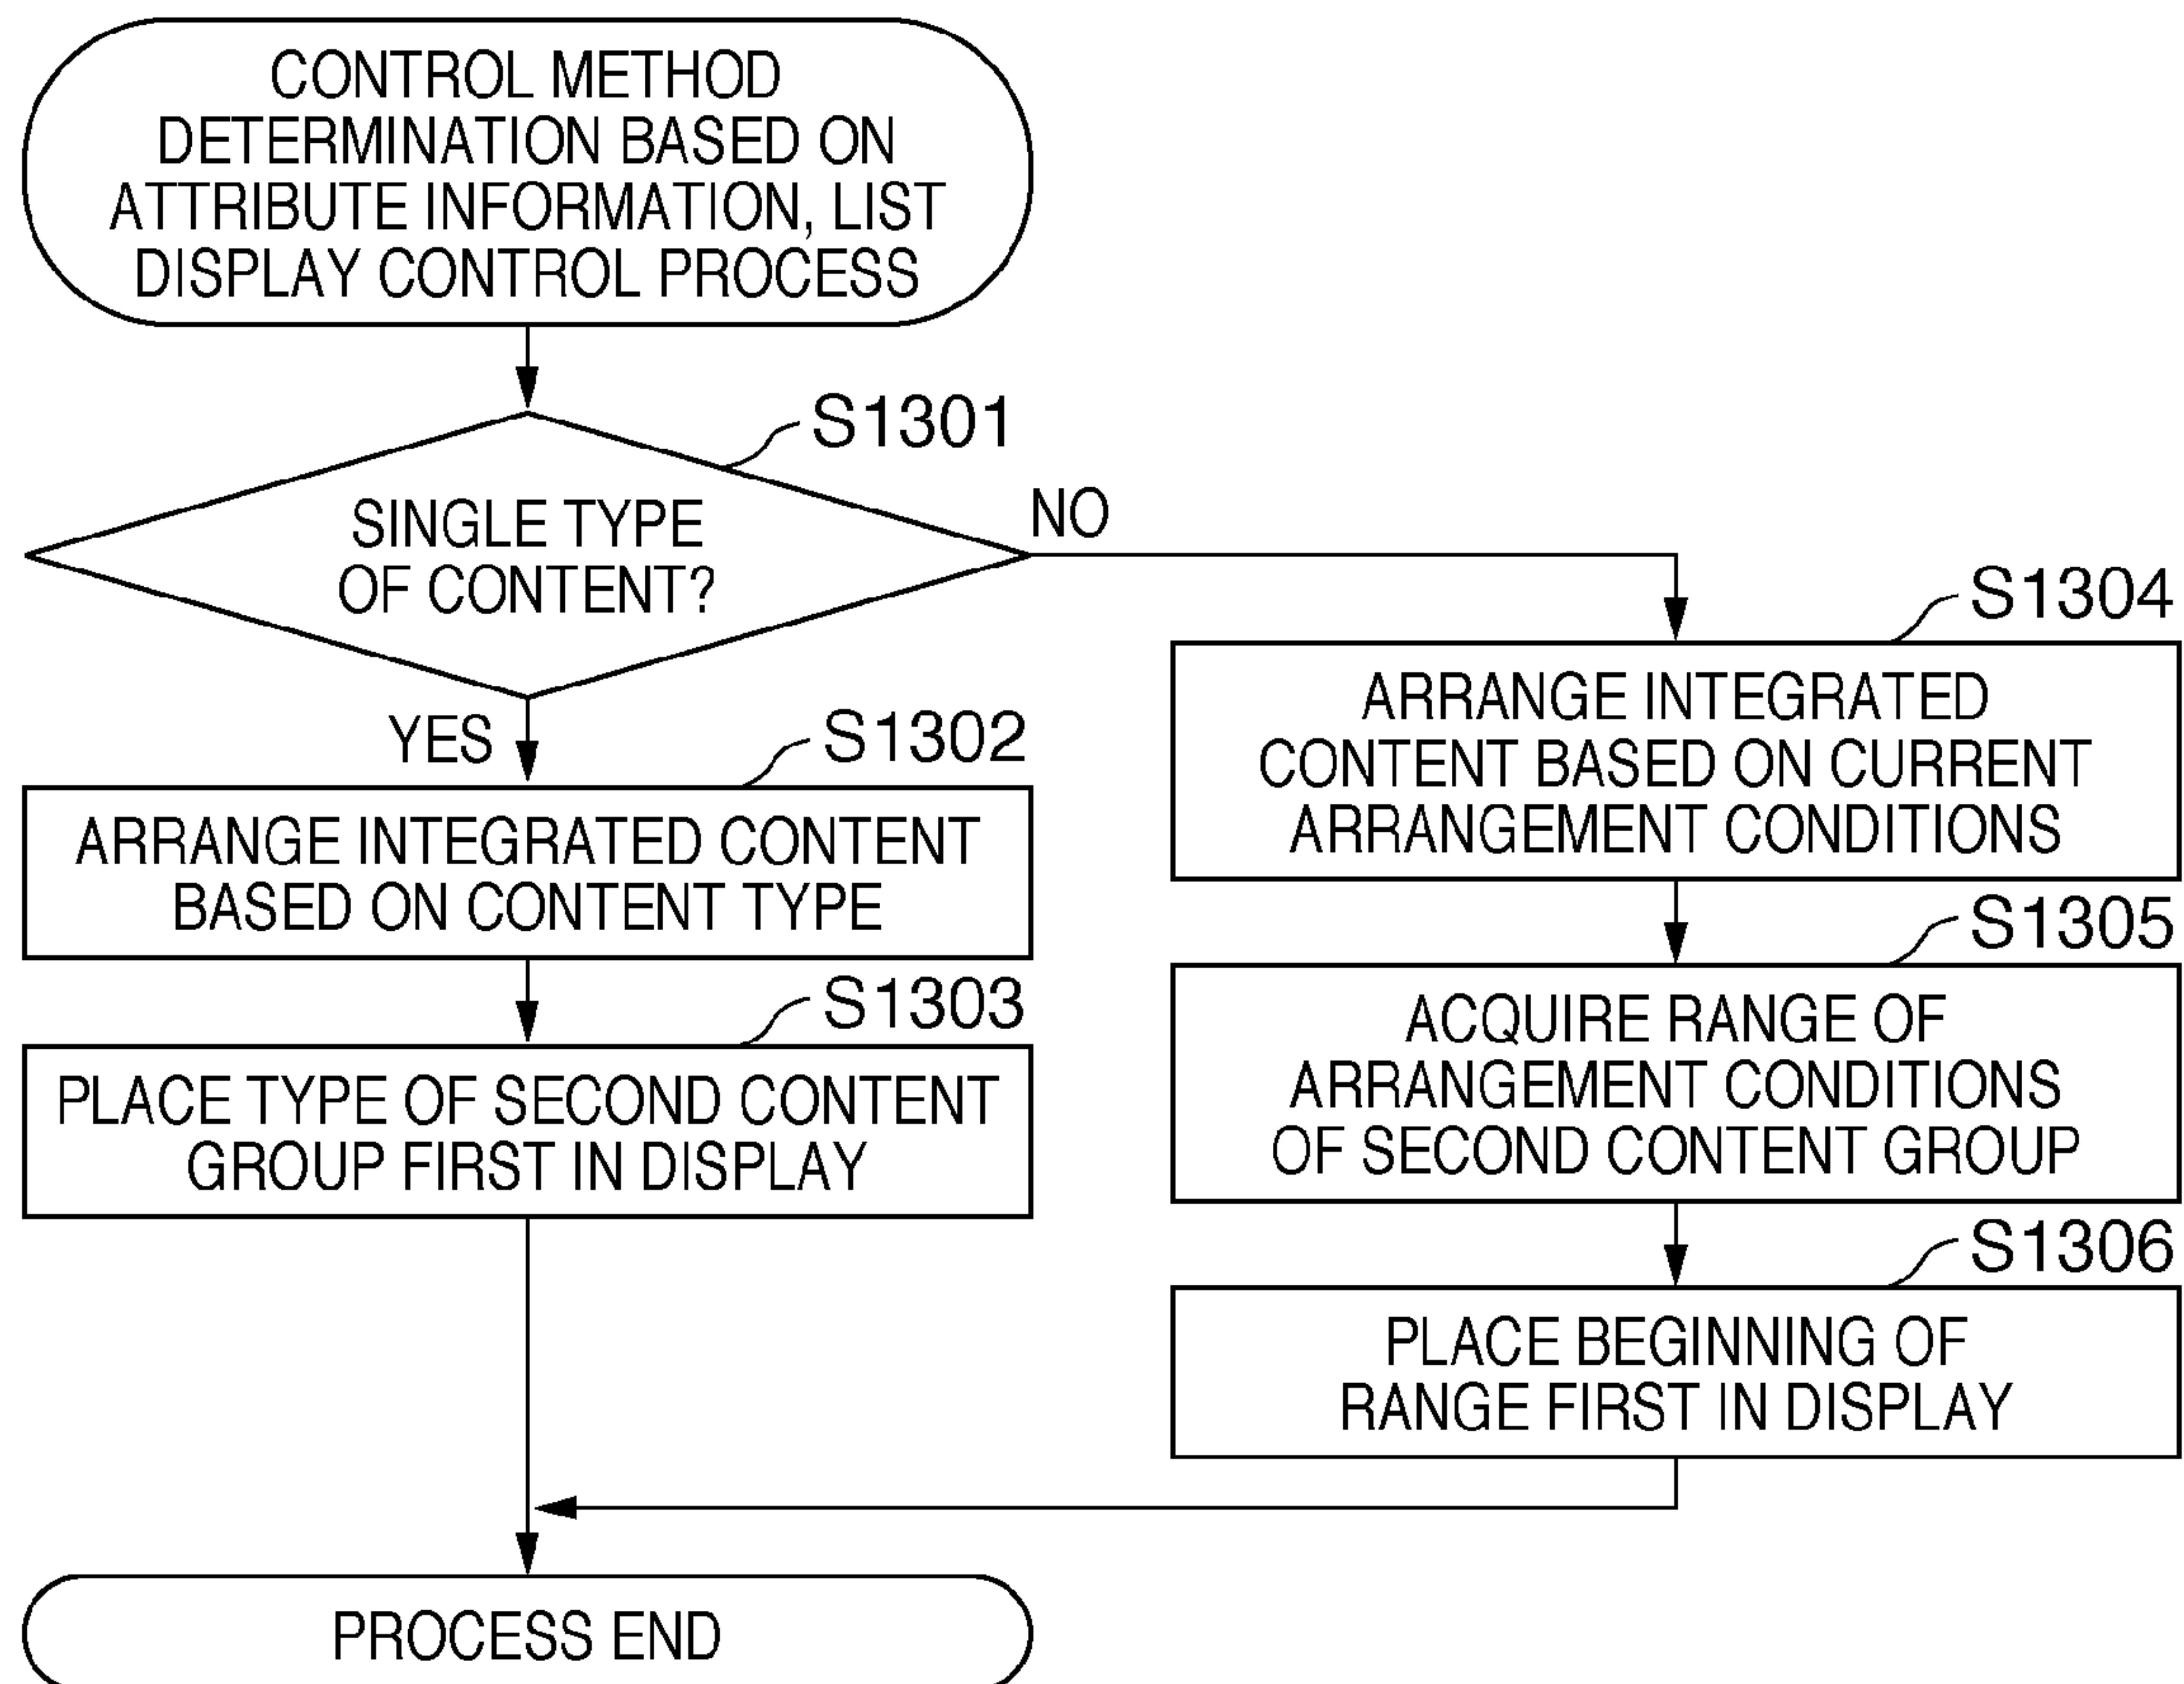 CONTROL METHOD
DETERMINATION BASED ON
ATTRIBUTE INFORMATION, LIST
DISPLAY CONTROL PROCESS
S1301
SINGLE TYPE
OF CONTENT?
NO
YES
S1302
ARRANGE INTEGRATED CONTENT
BASED ON CONTENT TYPE
S1303
PLACE TYPE OF SECOND CONTENT
GROUP FIRST IN DISPLAY
S1304
ARRANGE INTEGRATED
CONTENT BASED ON CURRENT
ARRANGEMENT CONDITIONS
S1305
ACQUIRE RANGE OF
ARRANGEMENT CONDITIONS
OF SECOND CONTENT GROUP
S1306
PLACE BEGINNING OF
RANGE FIRST IN DISPLAY
PROCESS END